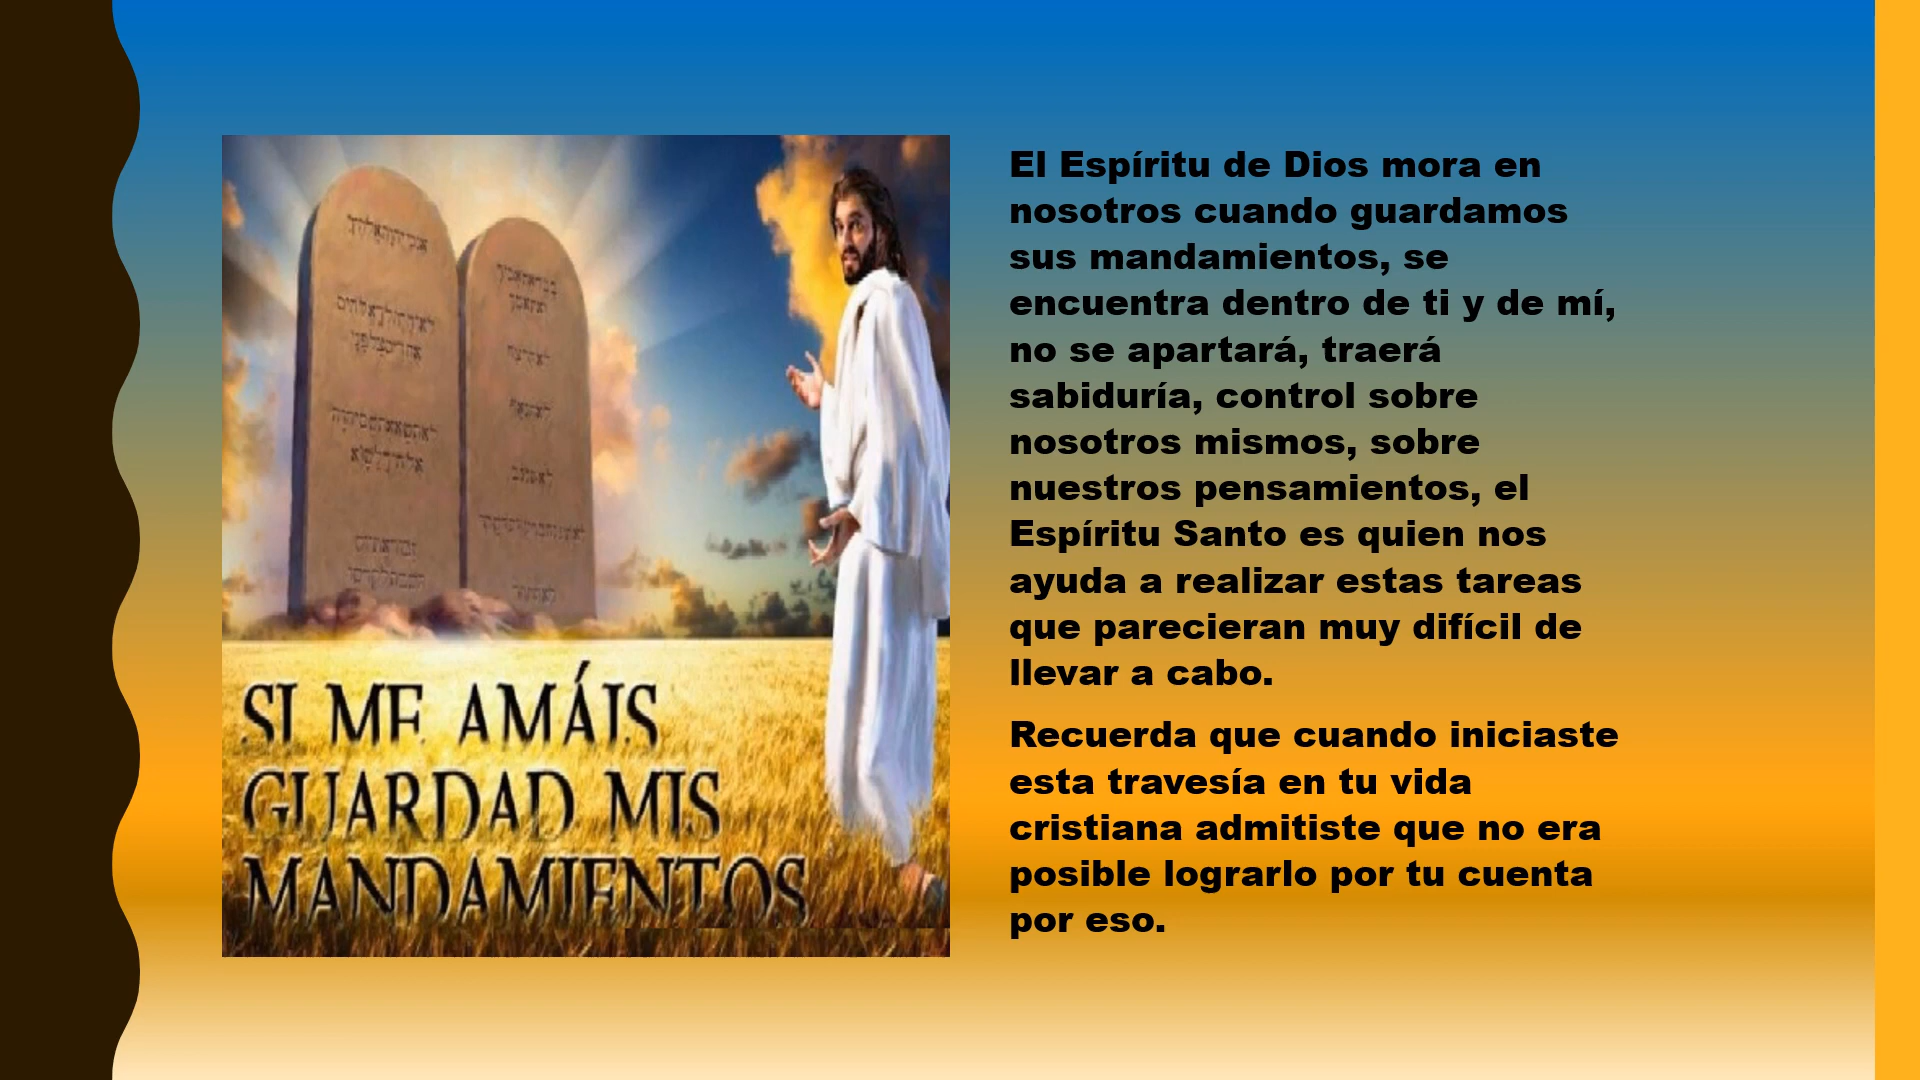 SI ME AMÁIS
GUARDAD MIS
MANDAMIENTOS
El Espíritu de Dios mora en
nosotros cuando guardamos
sus mandamientos, se
encuentra dentro de ti y de mí,
no se apartará, traerá
sabiduría, control sobre
nosotros mismos, sobre
nuestros pensamientos, el
Espíritu Santo es quien nos
ayuda a realizar estas tareas
que parecieran muy difícil de
llevar a cabo.
Recuerda que cuando iniciaste
esta travesía en tu vida
cristiana admitiste que no era
posible lograrlo por tu cuenta
por eso.